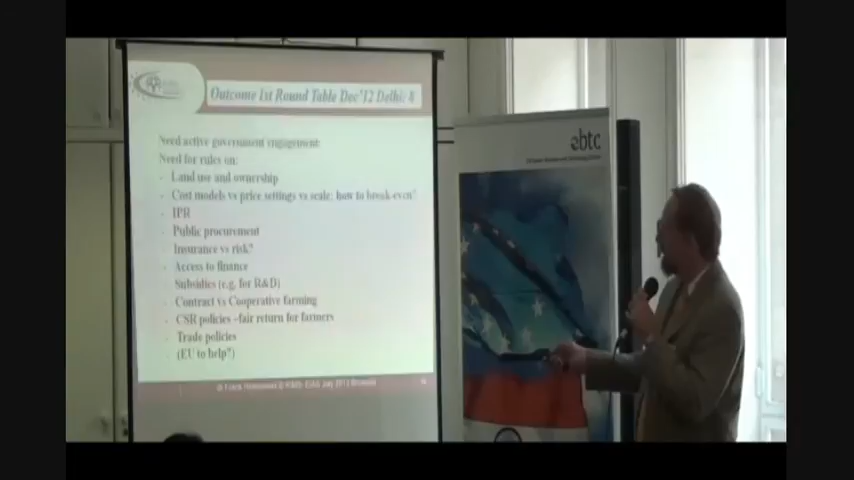 Outcome 1st Round Table Dec'12 Delhi: 8
ebtc
Need active government engagement
Need for rules on:
- Land use and ownership
- Cost models vs price settings vs scale: how to break-even?
- IPR
- Public procurement
Insurance vs risk?
- Access to finance
Subsidies (e.g. for R&D)
- Contract vs Cooperative farming
- CSR policies –fair return for farmers
- Trade policies
- (EU to help?)